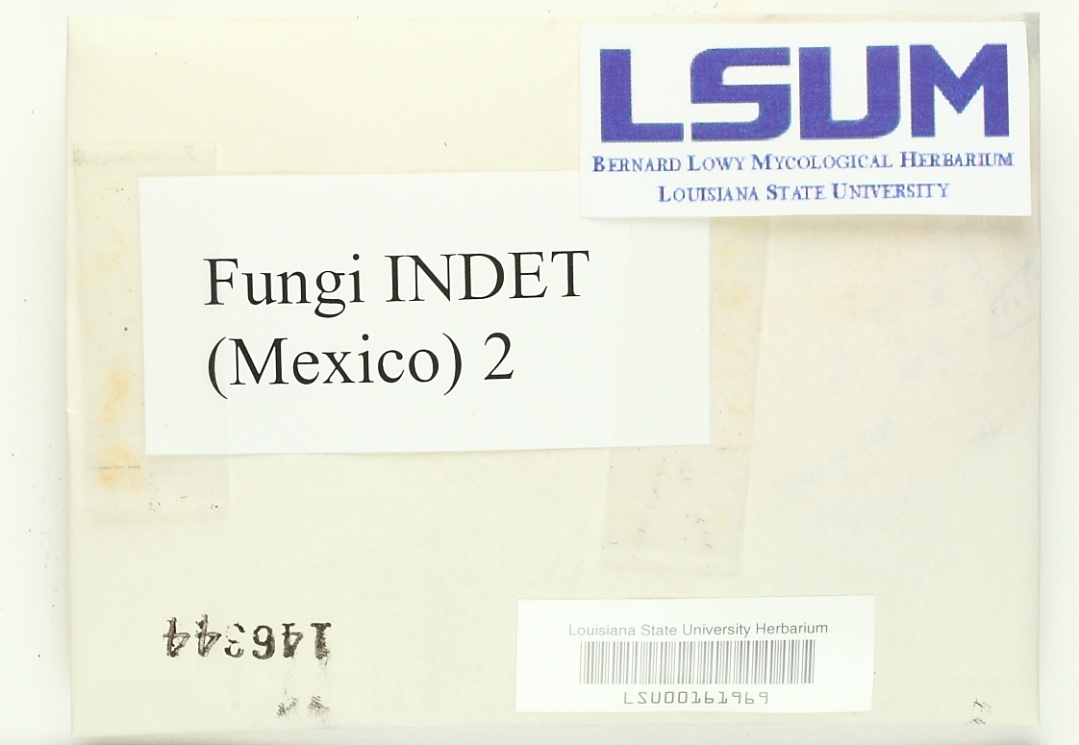 LSUM
BERNARD LOWY MYCOLOGICAL HERBARIUM
LOUISIANA STATE UNIVERSITY
Fungi INDET
(Mexico) 2
146344
Louisiana State University Herbarium
LSU00161969